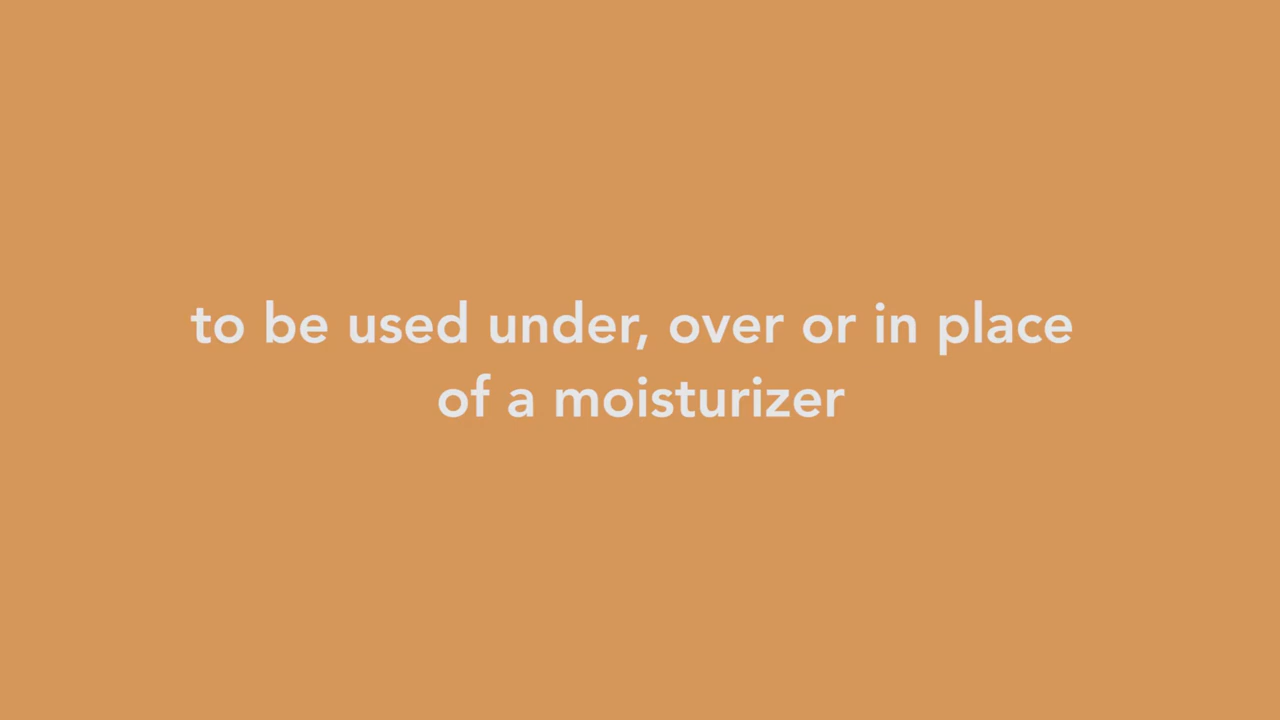 to be used under, over or in place
of a moisturizer